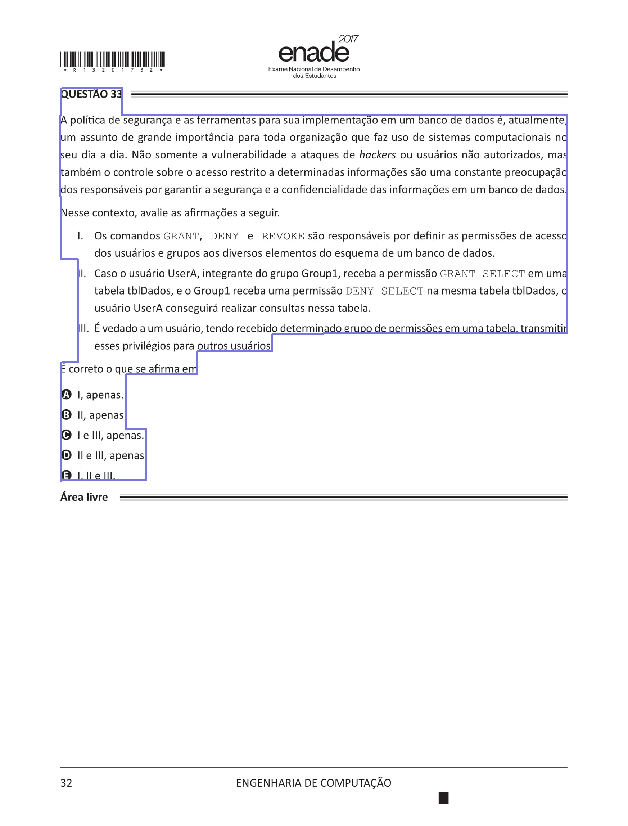 *R1320173​2*
enade
2017
Exame Nacional de Desempenho
dos Estudantes
QUESTÃO 33
A política de segurança e as ferramentas para sua implementação em um banco de dados é, atualmente,
um assunto de grande importância para toda organização que faz uso de sistemas computacionais no
seu dia a dia. Não somente a vulnerabilidade a ataques de hackers ou usuários não autorizados, mas
também o controle sobre o acesso restrito a determinadas informações são uma constante preocupação
dos responsáveis por garantir a segurança e a confidencialidade das informações em um banco de dados.
Nesse contexto, avalie as afirmações a seguir.
I. Os comandos GRANT, DENY e REVOKE são responsáveis por definir as permissões de acesso
dos usuários e grupos aos diversos elementos do esquema de um banco de dados.
II. Caso o usuário UserA, integrante do grupo Group1, receba a permissão GRANT SELECT em uma
tabela tblDados, e o Group1 receba uma permissão DENY SELECT na mesma tabela tblDados, o
usuário UserA conseguirá realizar consultas nessa tabela.
III. É vedado a um usuário, tendo recebido determinado grupo de permissões em uma tabela, transmitir
esses privilégios para outros usuários.
É correto o que se afirma em
A I, apenas.
B II, apenas.
C I e III, apenas.
D II e III, apenas.
E I, II e III.
Área livre
32
ENGENHARIA DE COMPUTAÇÃO